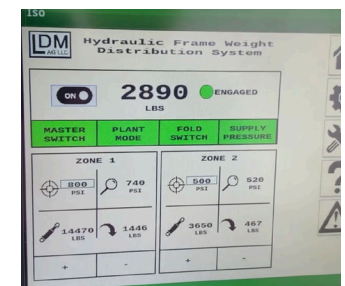 ISO
LDM
AG LLC
Hydraulic Frame Weight
Distribution System
ON
2890
LBS
ENGAGED
MASTER
SWITCH
PLANT
MODE
FOLD
SWITCH
SUPPLY
PRESSURE
ZONE 1
800
PSI
740
PSI
14470
LBS
1446
LBS
+ -
ZONE 2
500
PSI
520
PSI
3650
LBS
467
LBS
+ -
?